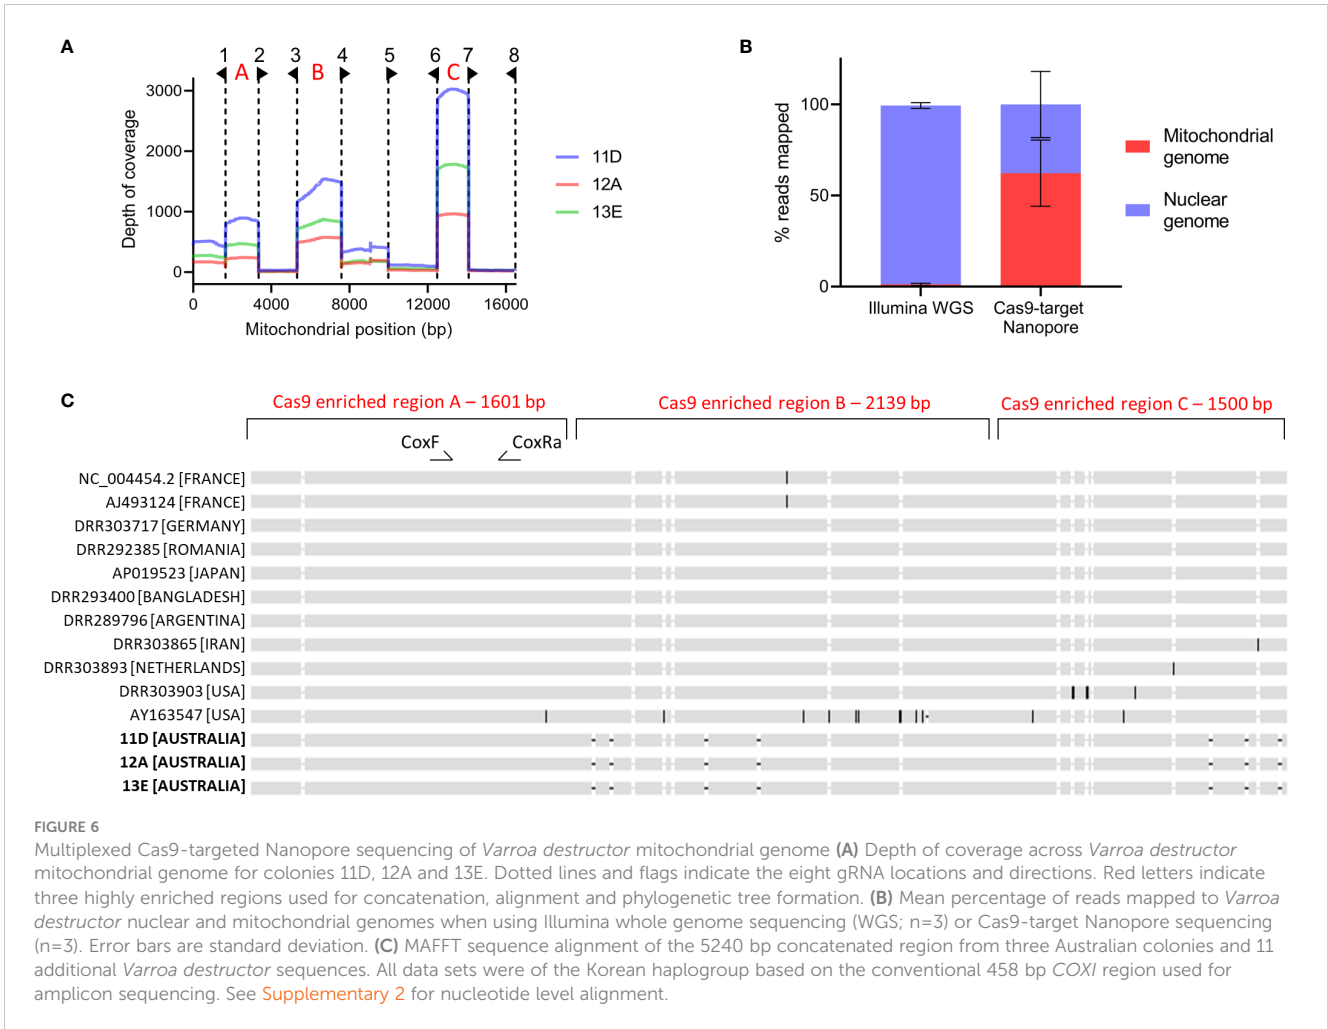 A
1 2 3 4 5 6 7 8
A B C
3000
2000
1000
0
Depth of coverage
0 4000 8000 12000 16000
Mitochondrial position (bp)
11D
12A
13E
B
100
50
0
% reads mapped
Illumina WGS
Cas9-target
Nanopore
Mitochondrial
genome
Nuclear
genome
C
Cas9 enriched region A – 1601 bp
Cas9 enriched region B – 2139 bp
Cas9 enriched region C – 1500 bp
CoxF
CoxRa
NC_004454.2 [FRANCE]
AJ493124 [FRANCE]
DRR303717 [GERMANY]
DRR292385 [ROMANIA]
AP019523 [JAPAN]
DRR293400 [BANGLADESH]
DRR289796 [ARGENTINA]
DRR303865 [IRAN]
DRR303893 [NETHERLANDS]
DRR303903 [USA]
AY163547 [USA]
11D [AUSTRALIA]
12A [AUSTRALIA]
13E [AUSTRALIA]
FIGURE 6
Multiplexed Cas9-targeted Nanopore sequencing of Varroa destructor mitochondrial genome (A) Depth of coverage across Varroa destructor
mitochondrial genome for colonies 11D, 12A and 13E. Dotted lines and flags indicate the eight gRNA locations and directions. Red letters indicate
three highly enriched regions used for concatenation, alignment and phylogenetic tree formation. (B) Mean percentage of reads mapped to Varroa
destructor nuclear and mitochondrial genomes when using Illumina whole genome sequencing (WGS; n=3) or Cas9-target Nanopore sequencing
(n=3). Error bars are standard deviation. (C) MAFFT sequence alignment of the 5240 bp concatenated region from three Australian colonies and 11
additional Varroa destructor sequences. All data sets were of the Korean haplogroup based on the conventional 458 bp COXI region used for
amplicon sequencing. See Supplementary 2 for nucleotide level alignment.